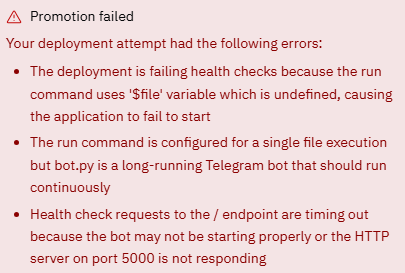 Promotion failed
Your deployment attempt had the following errors:
• The deployment is failing health checks because the run
command uses '$file' variable which is undefined, causing
the application to fail to start
• The run command is configured for a single file execution
but bot.py is a long-running Telegram bot that should run
continuously
• Health check requests to the / endpoint are timing out
because the bot may not be starting properly or the HTTP
server on port 5000 is not responding